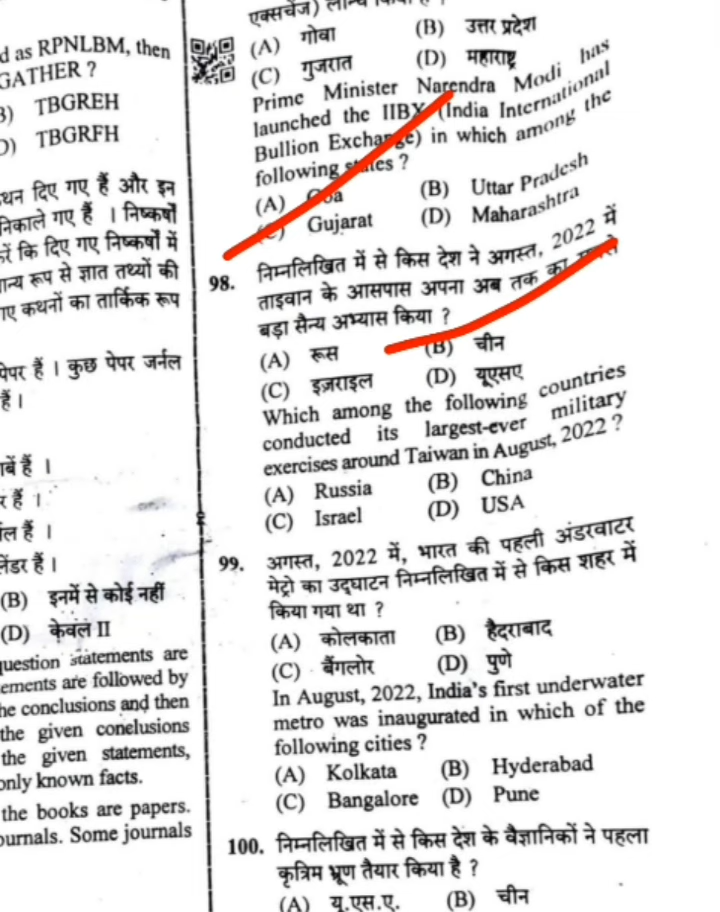 d as RPNLBM, then
GATHER ?
B) TBGREH
D) TBGRFH
थन दिए गए हैं और इन
निकाले गए हैं । निष्कर्षों
रें कि दिए गए निष्कर्षों में
ान्य रूप से ज्ञात तथ्यों की
ए कथनों का तार्किक रूप
पेपर हैं । कुछ पेपर जर्नल
हैं ।
हैं ।
हैं ।
हैं ।
हैं ।
(B) इनमें से कोई नहीं
(D) केवल II
question statements are
ements are followed by
he conclusions and then
the given conclusions
the given statements,
only known facts.
the books are papers.
ournals. Some journals
एक्सचेंज)
(A) गोवा (B) उत्तर प्रदेश
(C) गुजरात (D) महाराष्ट्र
Prime Minister Narendra Modi has
launched the IIBX (India International
Bullion Exchange) in which among the
following states ?
(A) Goa (B) Uttar Pradesh
(C) Gujarat (D) Maharashtra
98. निम्नलिखित में से किस देश ने अगस्त, 2022 में
ताइवान के आसपास अपना अब तक का सबसे
बड़ा सैन्य अभ्यास किया ?
(A) रूस (B) चीन
(C) इज़राइल (D) यूएसए
Which among the following countries
conducted its largest-ever military
exercises around Taiwan in August, 2022 ?
(A) Russia (B) China
(C) Israel (D) USA
99. अगस्त, 2022 में, भारत की पहली अंडरवाटर
मेट्रो का उद्घाटन निम्नलिखित में से किस शहर में
किया गया था ?
(A) कोलकाता (B) हैदराबाद
(C) बैंगलोर (D) पुणे
In August, 2022, India's first underwater
metro was inaugurated in which of the
following cities ?
(A) Kolkata (B) Hyderabad
(C) Bangalore (D) Pune
100. निम्नलिखित में से किस देश के वैज्ञानिकों ने पहला
कृत्रिम भ्रूण तैयार किया है ?
(A) यू.एस.ए. (B) चीन